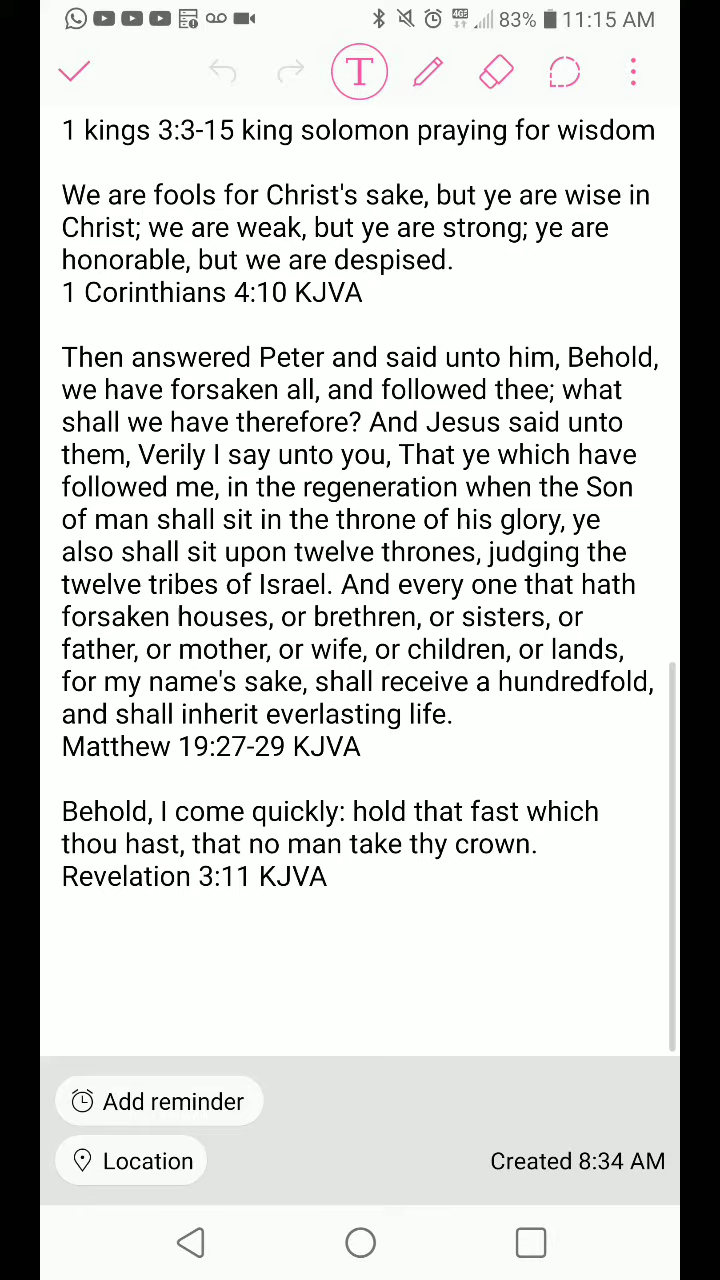 83% 11:15 AM
T
1 kings 3:3-15 king solomon praying for wisdom
We are fools for Christ's sake, but ye are wise in
Christ; we are weak, but ye are strong; ye are
honorable, but we are despised.
1 Corinthians 4:10 KJVA
Then answered Peter and said unto him, Behold,
we have forsaken all, and followed thee; what
shall we have therefore? And Jesus said unto
them, Verily I say unto you, That ye which have
followed me, in the regeneration when the Son
of man shall sit in the throne of his glory, ye
also shall sit upon twelve thrones, judging the
twelve tribes of Israel. And every one that hath
forsaken houses, or brethren, or sisters, or
father, or mother, or wife, or children, or lands,
for my name's sake, shall receive a hundredfold,
and shall inherit everlasting life.
Matthew 19:27-29 KJVA
Behold, I come quickly: hold that fast which
thou hast, that no man take thy crown.
Revelation 3:11 KJVA
Add reminder
Location Created 8:34 AM